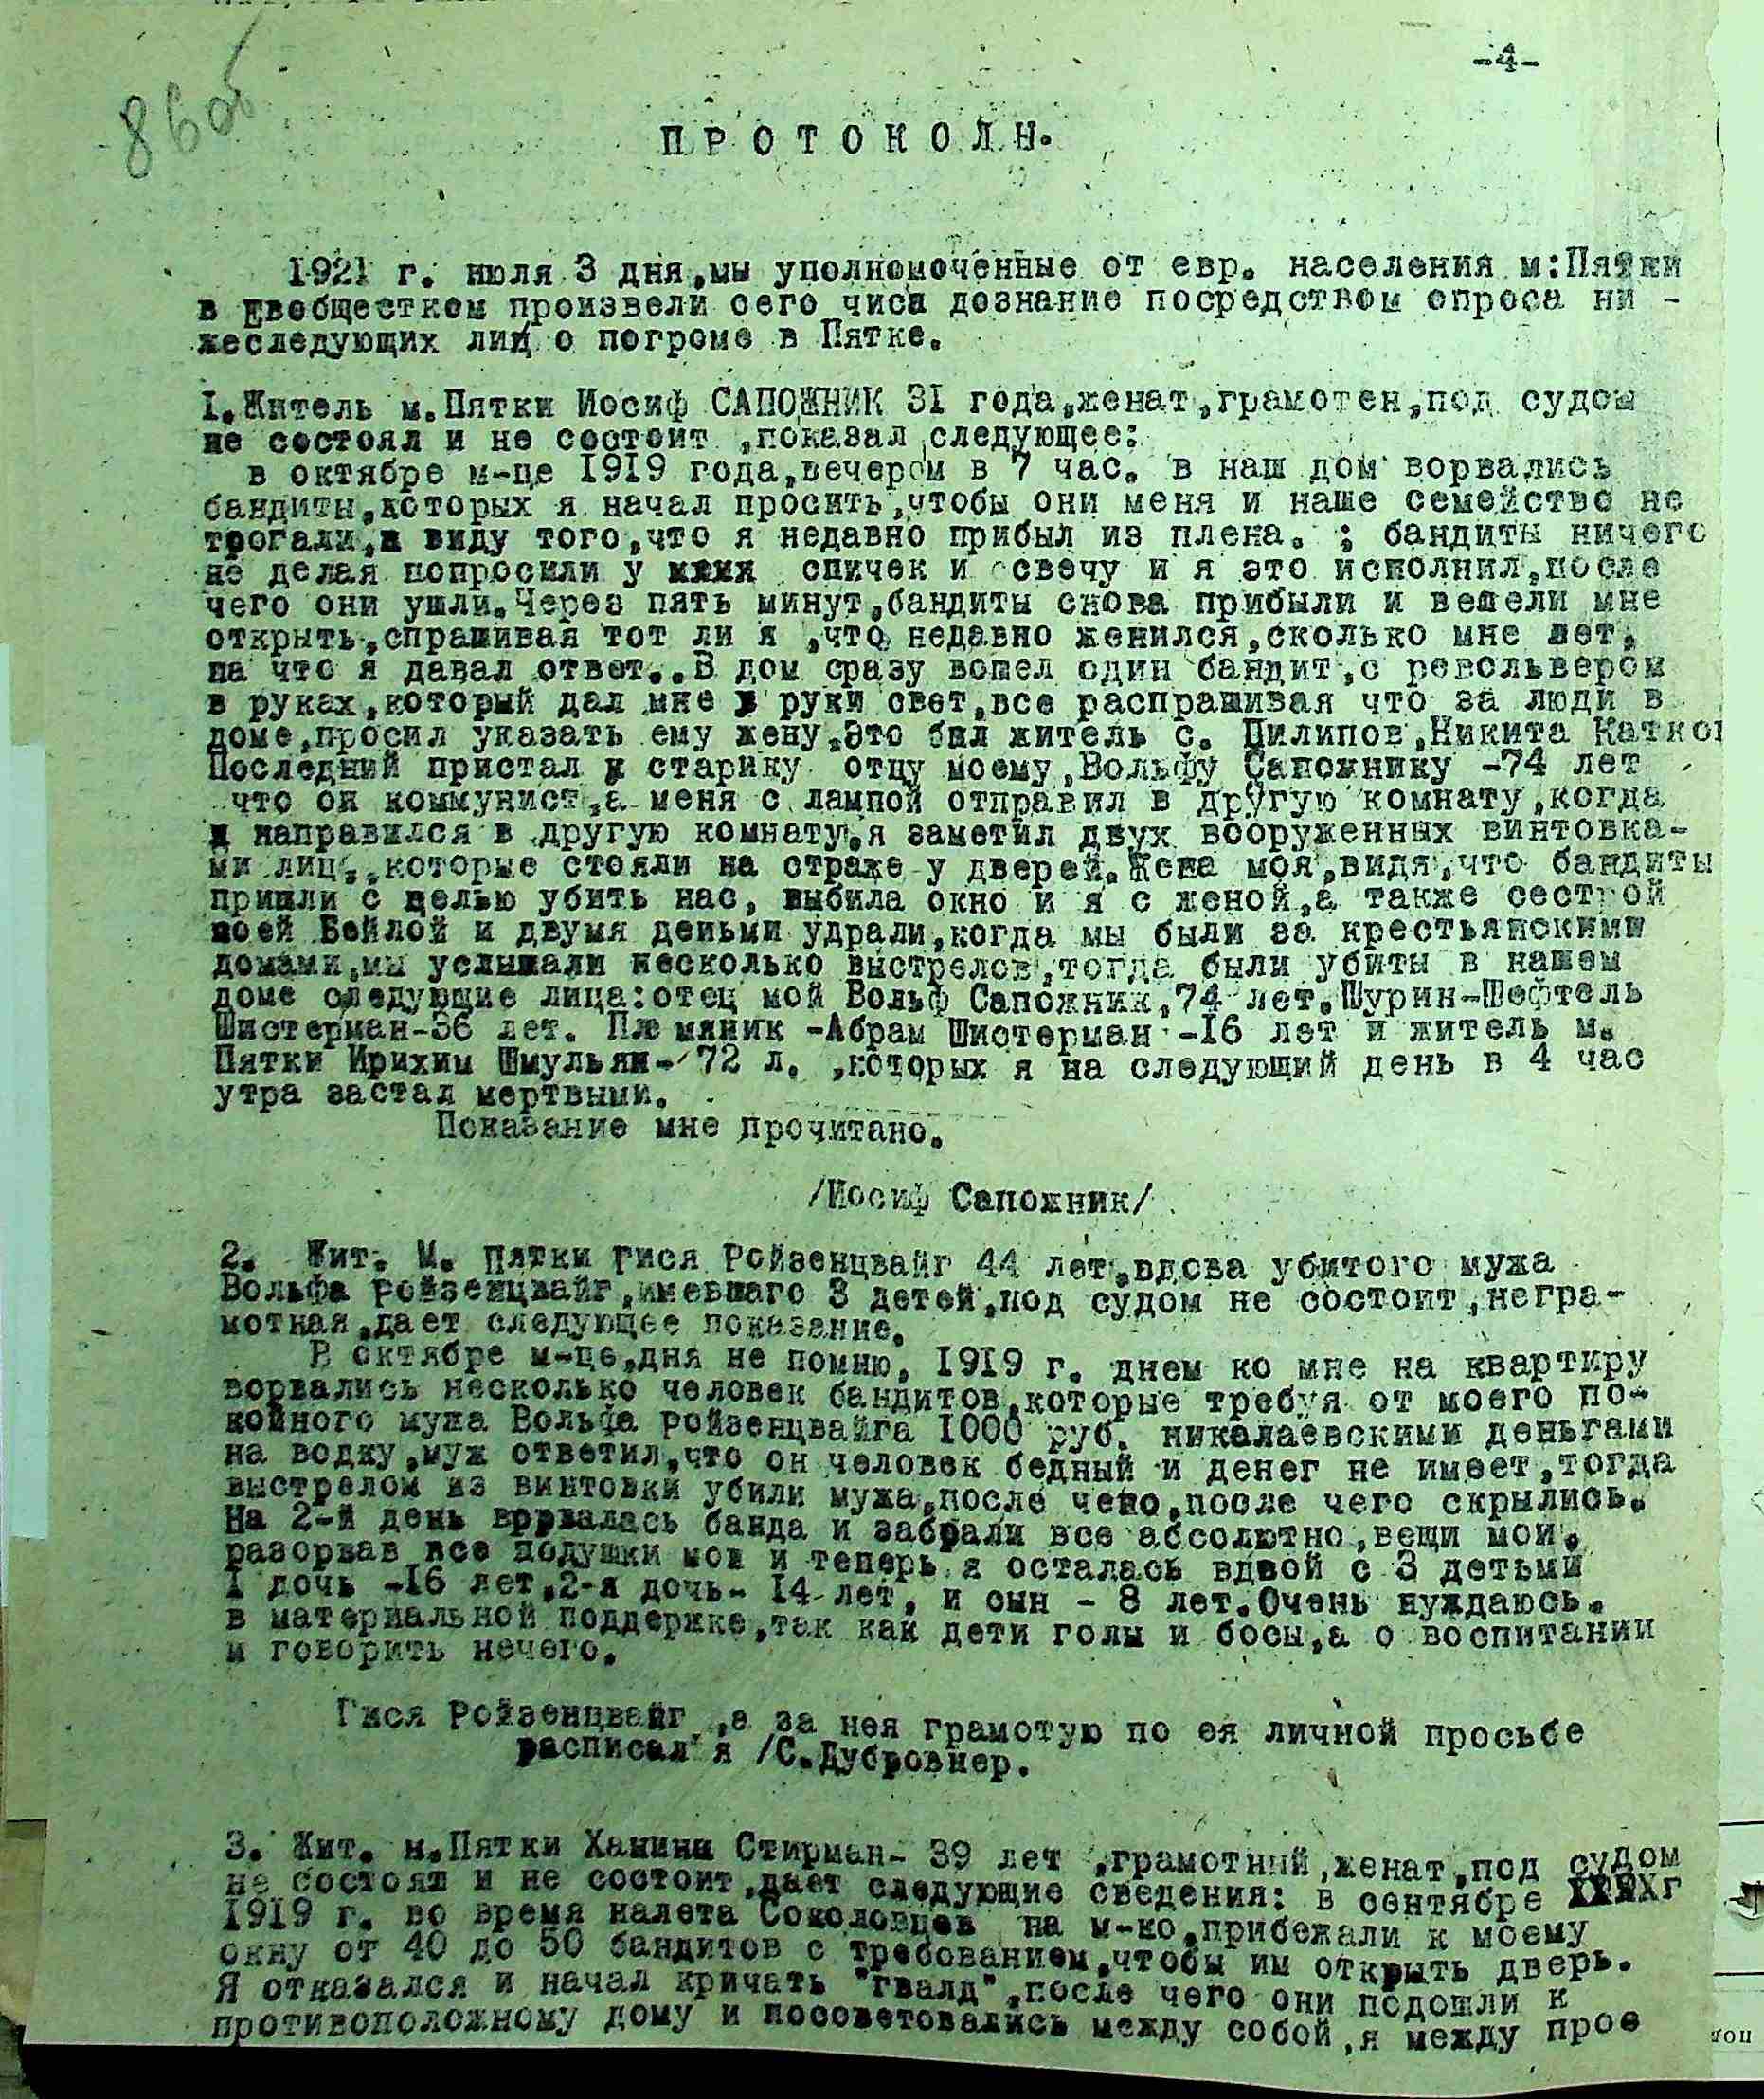 -4-
86об
П Р О Т О К О Л Ы.
1921 г. июля 3 дня,мы уполномоченные от евр. населения м:Пятки
в Евобщестком произвели сего числа дознание посредством опроса ни -
жеследующих лиц о погроме в Пятке.
1.Житель м.Пятки Иосиф САПОЖНИК 31 года,женат,грамотен,под судом
не состоял и не состоит ,показал следующее:
в октябре м-це 1919 года,вечером в 7 час. в наш дом ворвались
бандиты,которых я начал просить,чтобы они меня и наше семейство не
трогали,в виду того,что я недавно прибыл из плена. ; бандиты ничего
не делая попросили у спичек и свечу и я это исполнил,после
чего они ушли.Через пять минут,бандиты снова прибыли и велели мне
открыть,спрашивая тот ли я ,что недавно женился,сколько мне лет,
на что я давал ответ..В дом сразу вошел один бандит,с револьвером
в руках,который дал мне в руки свет,все распрашивая что за люди в
доме,просил указать ему жену.Это был житель с. Пилипов,Никита Катков
Последний пристал к старику отцу моему,Вольфу Сапожнику -74 лет
что он коммунист,а меня с лампой отправил в другую комнату,когда
я направился в другую комнату,я заметил двух вооруженных винтовка-
ми лиц,,которые стояли на страже у дверей.Жена моя,видя,что бандиты
пришли с целью убить нас, выбила окно и я с женой,а также сестрой
моей Бейлой и двумя деньми удрали,когда мы были за крестьянскими
домами,мы услышали несколько выстрелов,тогда были убиты в нашем
доме следующие лица:отец мой Вольф Сапожник,74 лет.Шурин-Шефтель
Шистерман-36 лет. Племяник -Абрам Шистерман -16 лет и житель м.
Пятки Ирихим Шмульян- 72 л. ,которых я на следующий день в 4 час
утра застал мертвыми.
Показание мне прочитано.
/Иосиф Сапожник/
2. Жит. М. Пятки Гися Ройзенцвайг 44 лет,вдова убитого мужа
Вольфа Ройзенцвайг,имевшаго 3 детей,под судом не состоит,негра-
мотная,дает следующее показание.
В октябре м-це,дня не помню, 1919 г. днем ко мне на квартиру
ворвались несколько человек бандитов,которые требуя от моего по-
койного мужа Вольфа Ройзенцвайга 1000 руб. николаевскими деньгами
на водку,муж ответил,что он человек бедный и денег не имеет,тогда
выстрелом из винтовки убили мужа,после чего,после чего скрылись.
На 2-й день ворвалась банда и забрали все абсолютно,вещи мои,
разорвав все подушки мои и теперь я осталась вдвой с 3 детьми
1 дочь -16 лет,2-я дочь- 14 лет, и сын - 8 лет.Очень нуждаюсь.
в материальной поддержке,так как дети голы и босы,а о воспитании
и говорить нечего.
Гися Ройзенцвайг ,а за нея грамотую по ея личной просьбе
расписал я /С.Дубровнер.
3. Жит. м.Пятки Ханина Стирман- 39 лет ,грамотный,женат,под судом
не состоял и не состоит,дает следующие сведения: в сентябре
1919 г. во время налета Соколовцев на м-ко,прибежали к моему
окну от 40 до 50 бандитов с требованием,чтобы им открыть дверь.
Я отказался и начал кричать "гвалд",после чего они подошли к
противоположному дому и посоветовались между собой,я между прое